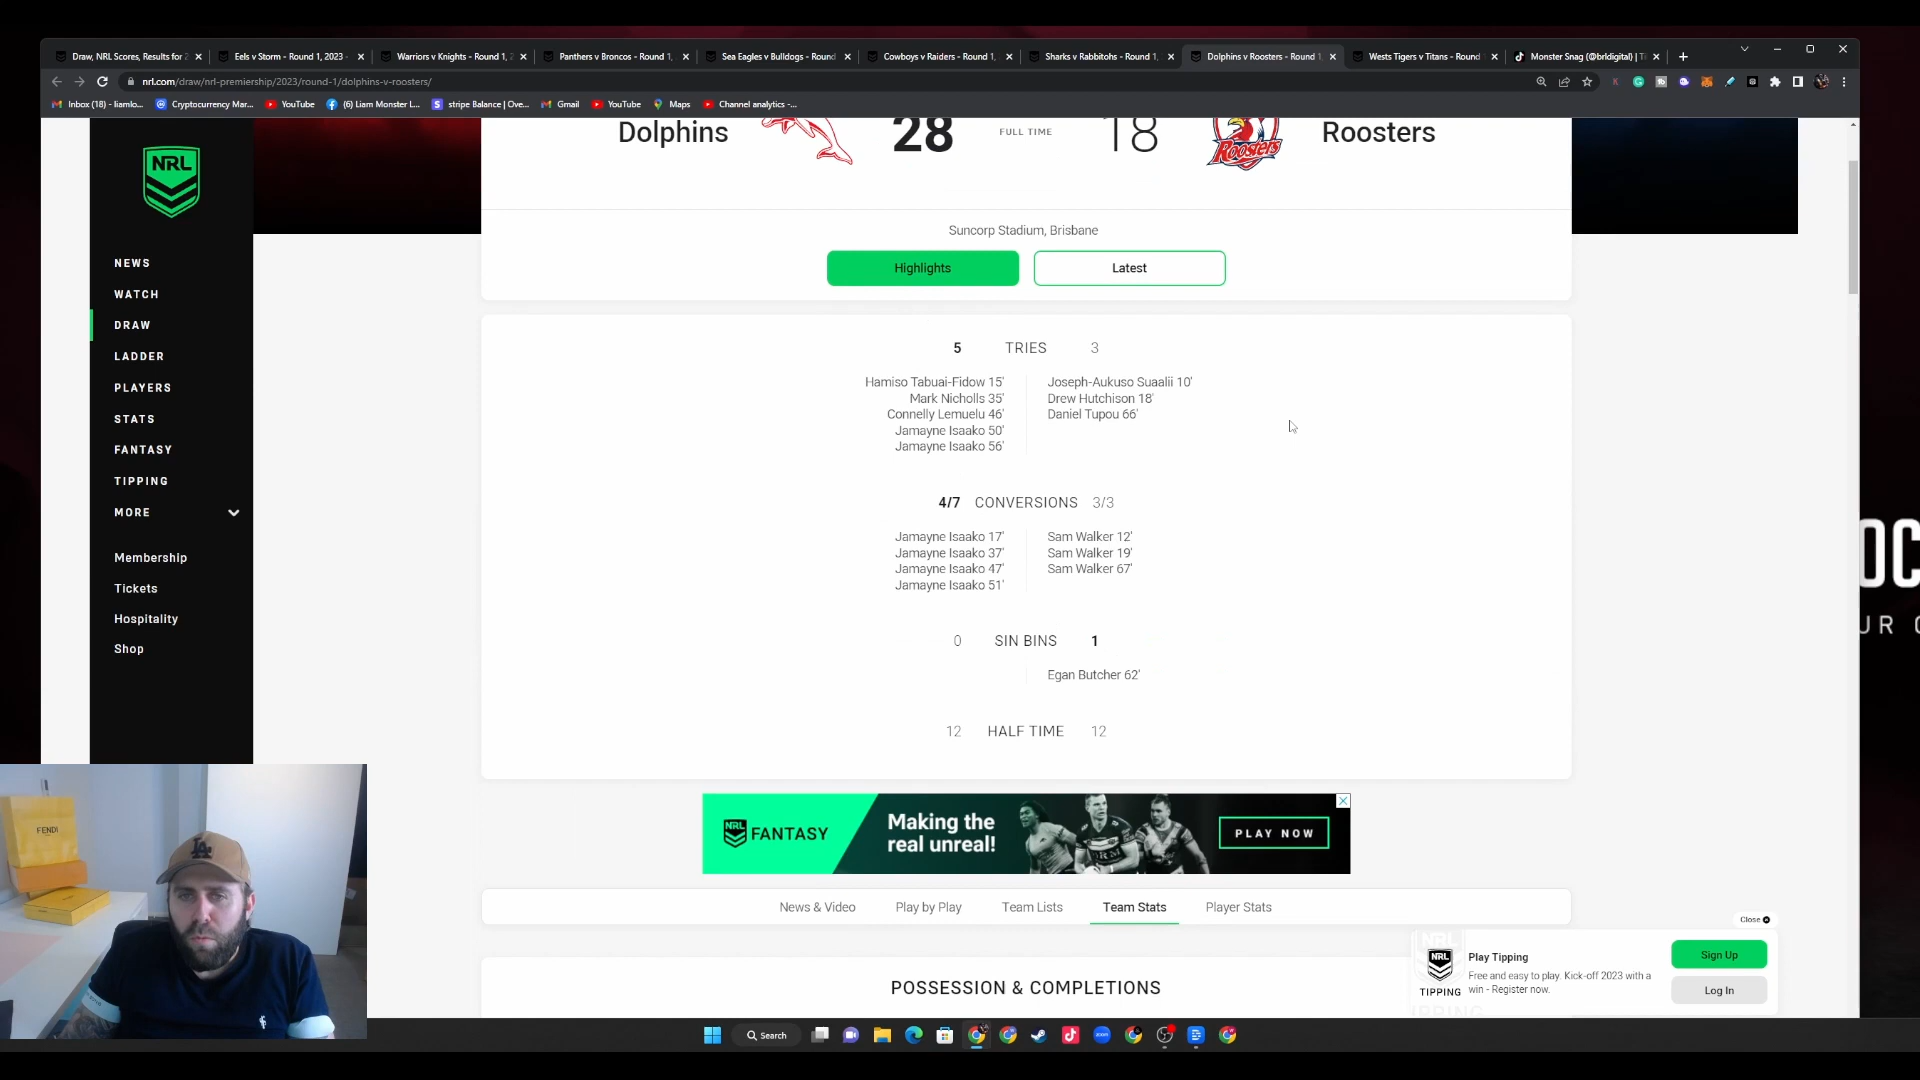 Draw, NRL Scores, Results for 2
Eels v Storm - Round 1, 2023 -
Warriors v Knights - Round 1, 2
Panthers v Broncos - Round 1,
Sea Eagles v Bulldogs - Round
Cowboys v Raiders - Round 1,
Sharks v Rabbitohs - Round 1,
Dolphins v Roosters - Round 1,
Wests Tigers v Titans - Round
Monster Snag (@brldigital) | Ti
nrl.com/draw/nrl-premiership/2023/round-1/dolphins-v-roosters/
Inbox (18) - liamlo...
Cryptocurrency Mar...
YouTube
(6) Liam Monster L...
stripe Balance | Ove...
Gmail
YouTube
Maps
Channel analytics -...
NRL
NEWS
WATCH
DRAW
LADDER
PLAYERS
STATS
FANTASY
TIPPING
MORE
Membership
Tickets
Hospitality
Shop
Dolphins 28 FULL TIME 18 Roosters
Roosters
Suncorp Stadium, Brisbane
Highlights Latest
5 TRIES 3
Hamiso Tabuai-Fidow 15' Joseph-Aukuso Suaalii 10'
Mark Nicholls 35' Drew Hutchison 18'
Connelly Lemuelu 46' Daniel Tupou 66'
Jamayne Isaako 50'
Jamayne Isaako 56'
4/7 CONVERSIONS 3/3
Jamayne Isaako 17' Sam Walker 12'
Jamayne Isaako 37' Sam Walker 19'
Jamayne Isaako 47' Sam Walker 67'
Jamayne Isaako 51'
0 SIN BINS 1
Egan Butcher 62'
12 HALF TIME 12
NRL FANTASY
Making the
real unreal!
PLAY NOW
News & Video Play by Play Team Lists Team Stats Player Stats
POSSESSION & COMPLETIONS
Close
NRL
TIPPING
Play Tipping
Free and easy to play. Kick-off 2023 with a
win - Register now.
Sign Up
Log In
OC
UR
FENDI
LA
Search
zoom